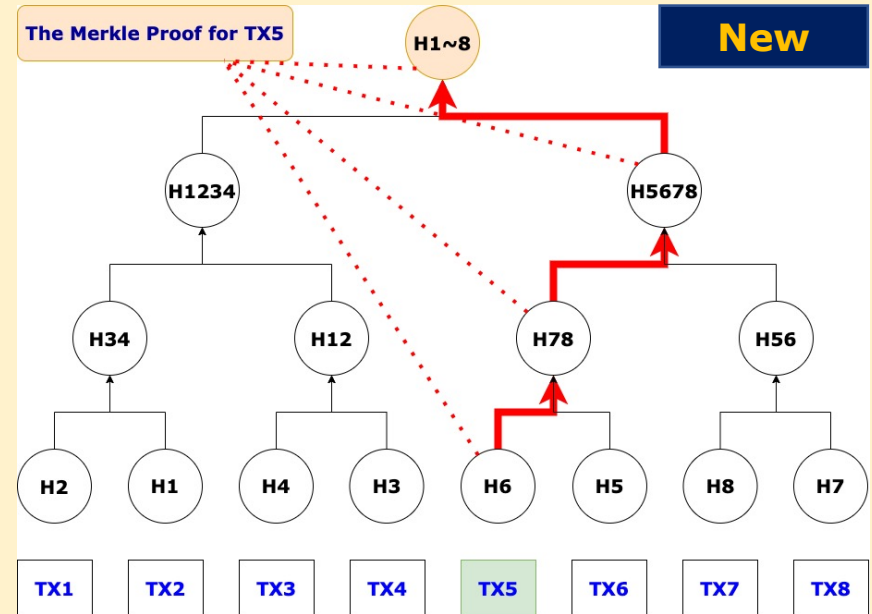 The Merkle Proof for TX5
H1~8
New
H1234
H5678
H34
H12
H78
H56
H2
H1
H4
H3
H6
H5
H8
H7
TX1
TX2
TX3
TX4
TX5
TX6
TX7
TX8